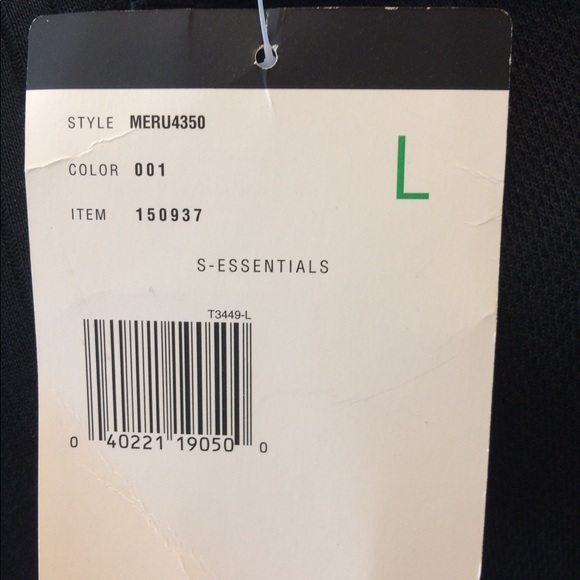 STYLE MERU4350
L
COLOR 001
ITEM 150937
S-ESSENTIALS
T3449-L
0 40221 19050 0